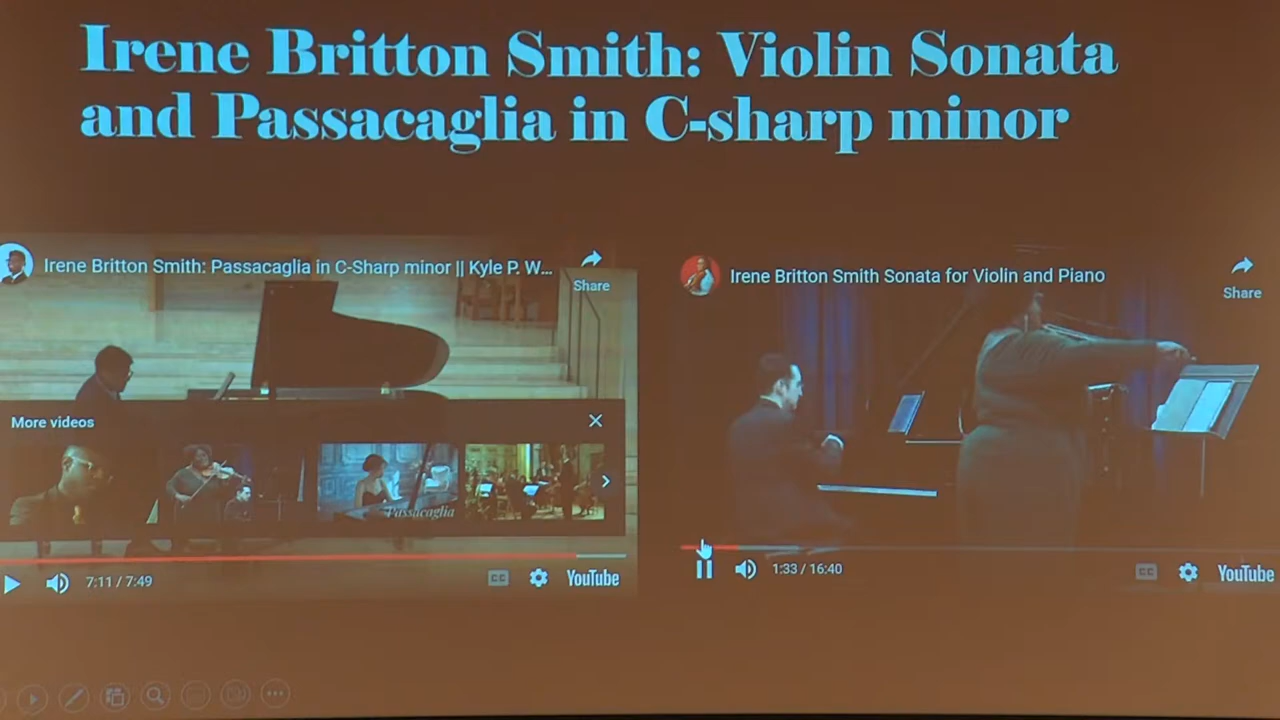 Irene Britton Smith: Violin Sonata
and Passacaglia in C-sharp minor
Irene Britton Smith: Passacaglia in C-Sharp minor || Kyle P. W...
Share
More videos
Passacaglia
7:11 / 7:49
CC
YouTube
Irene Britton Smith Sonata for Violin and Piano
Share
1:33 / 16:40
CC
YouTube